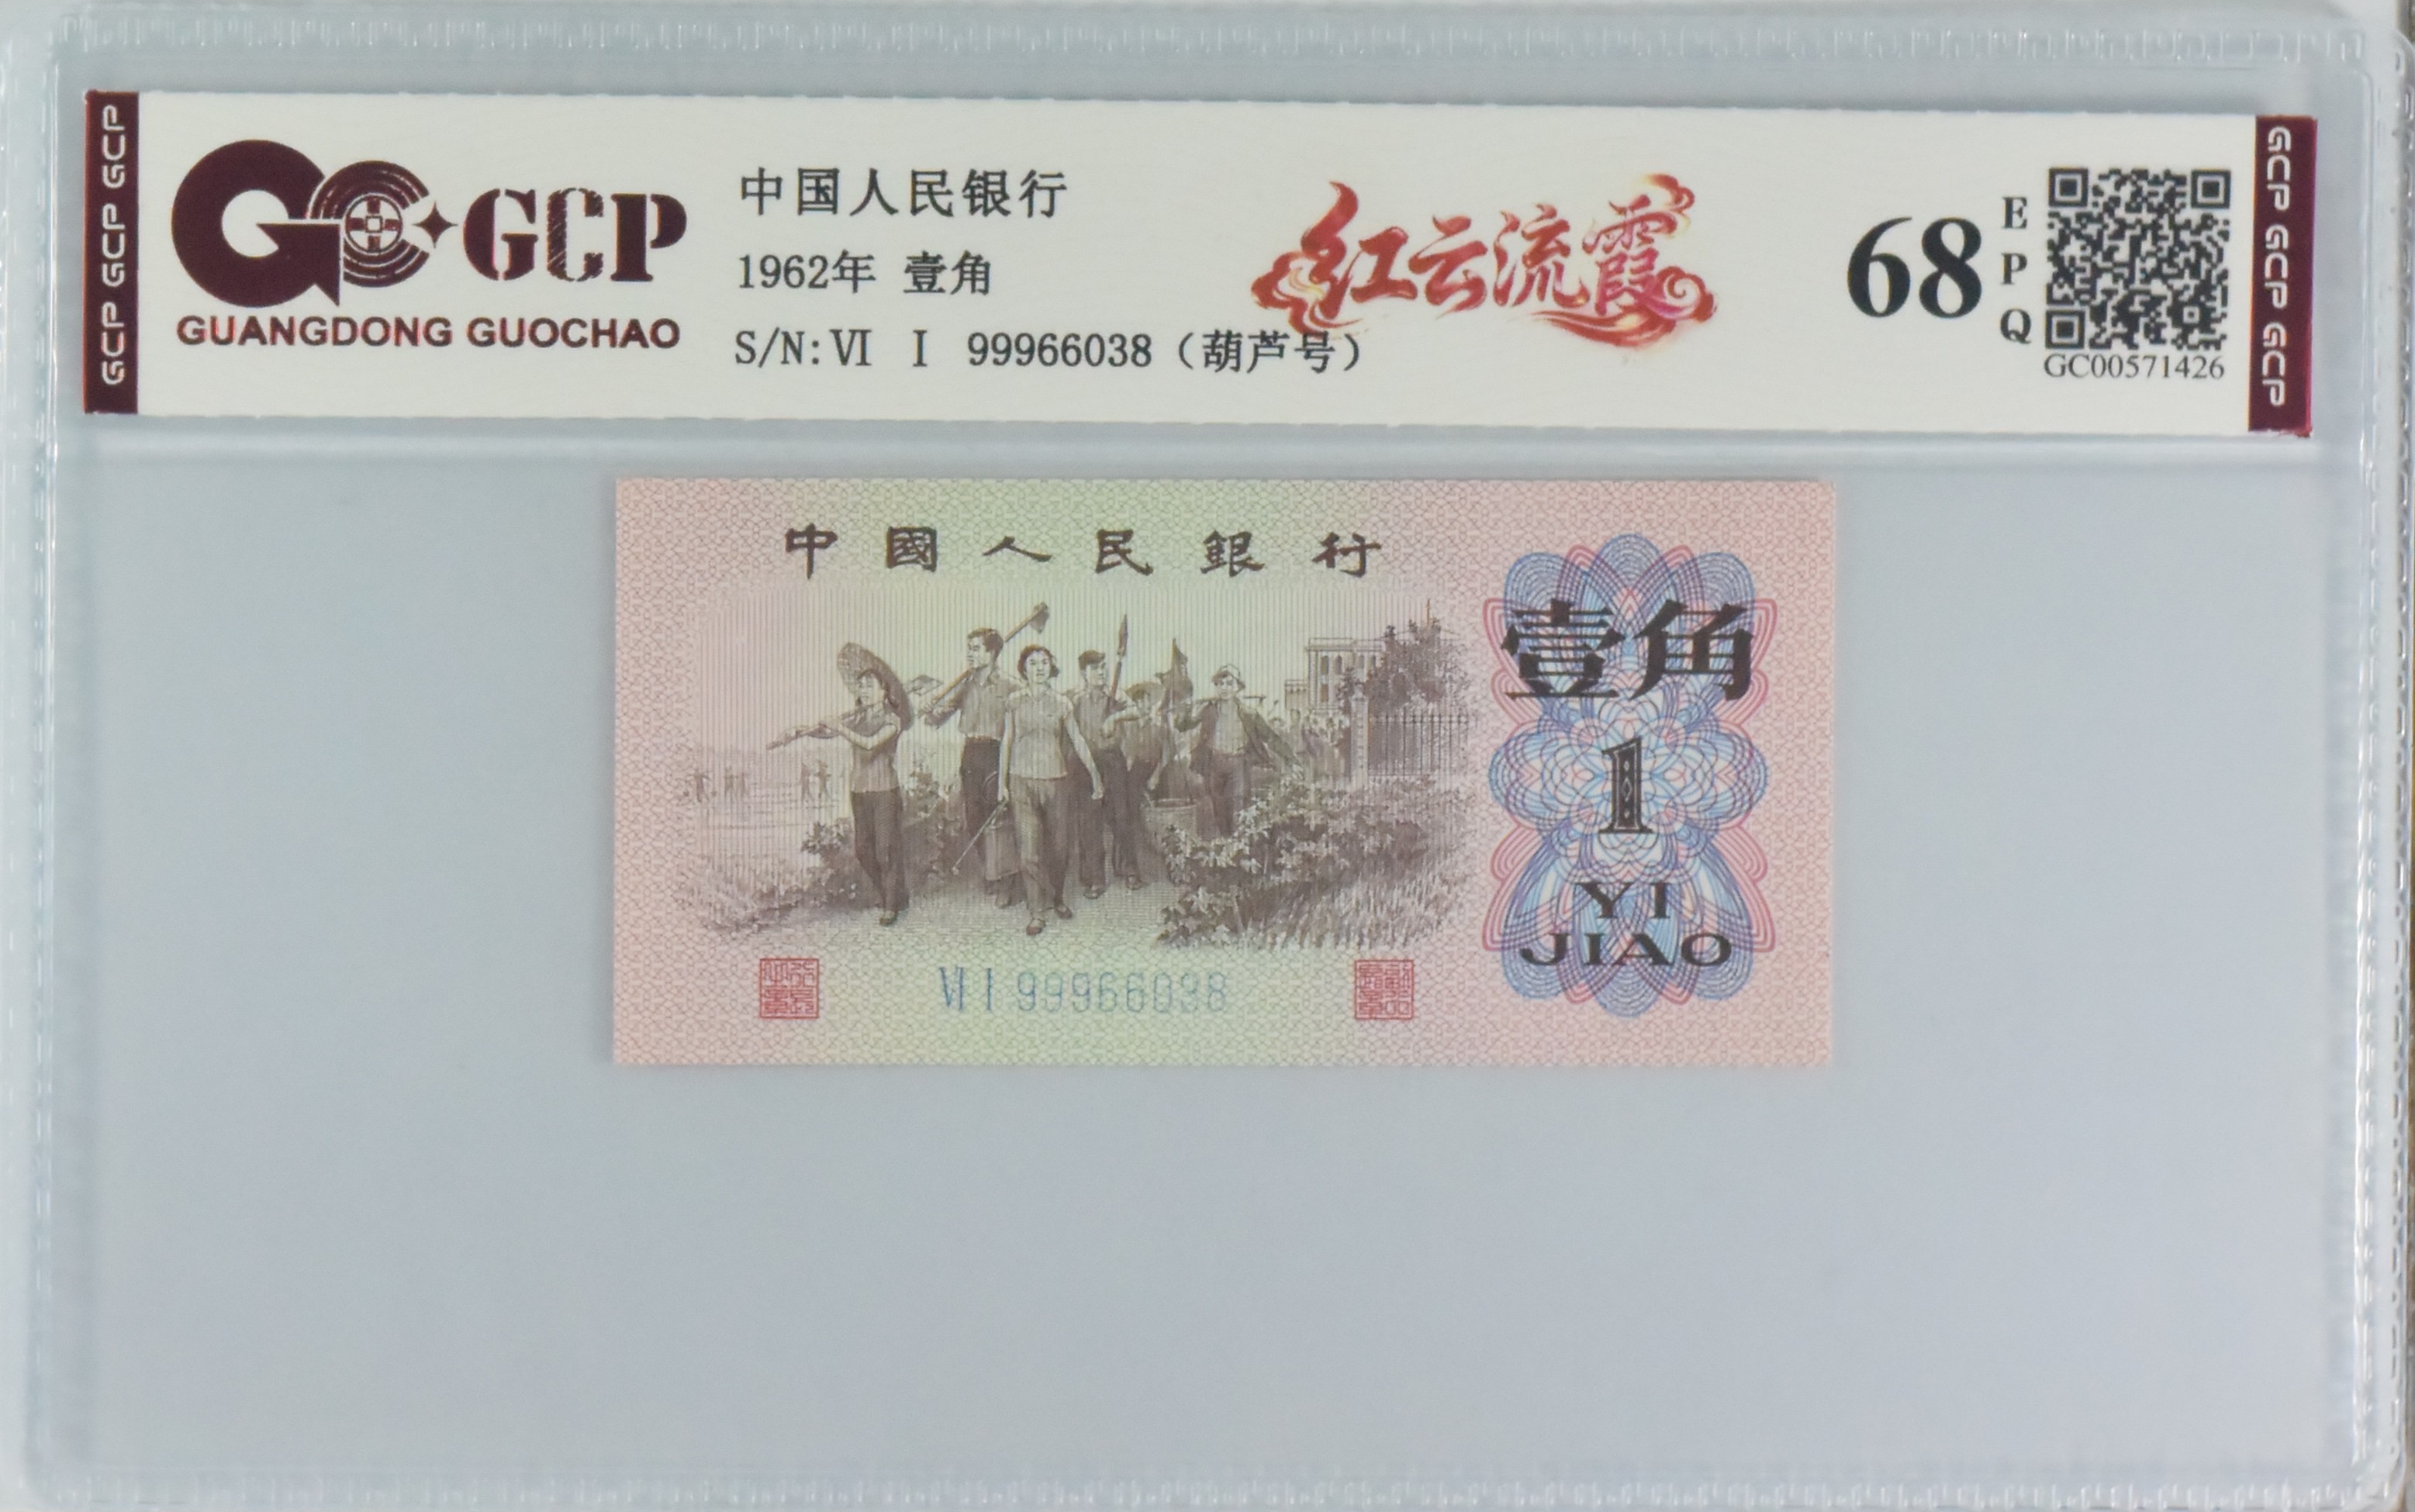 GCP GCP GCP
GCP
GUANGDONG GUOCHAO
中国人民银行
1962年 壹角
S/N:Ⅵ Ⅰ 99966038（葫芦号）
红云流霞
68
E
P
Q
GC00571426
GCP GCP GCP
中國人民銀行
壹角
1
YI
JIAO
Ⅵ Ⅰ 99966038